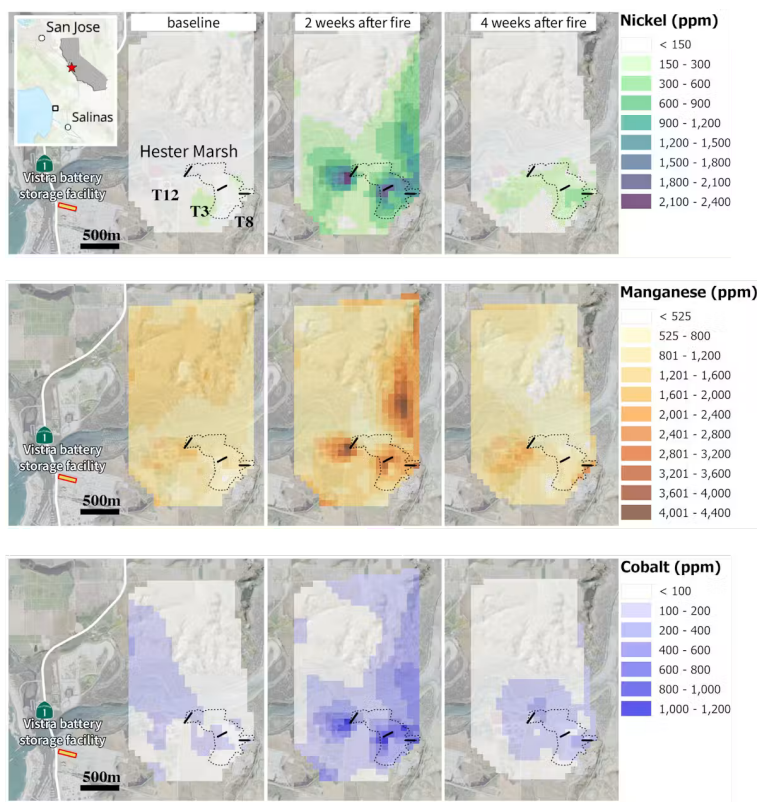 baseline
2 weeks after fire
4 weeks after fire
Nickel (ppm)
San Jose
Salinas
1
Vistra battery
storage facility
500m
Hester Marsh
T12
T3
T8
< 150
150 - 300
300 - 600
600 - 900
900 - 1,200
1,200 - 1,500
1,500 - 1,800
1,800 - 2,100
2,100 - 2,400
Manganese (ppm)
1
Vistra battery
storage facility
500m
< 525
525 - 800
801 - 1,200
1,201 - 1,600
1,601 - 2,000
2,001 - 2,400
2,401 - 2,800
2,801 - 3,200
3,201 - 3,600
3,601 - 4,000
4,001 - 4,400
Cobalt (ppm)
1
Vistra battery
storage facility
500m
< 100
100 - 200
200 - 400
400 - 600
600 - 800
800 - 1,000
1,000 - 1,200